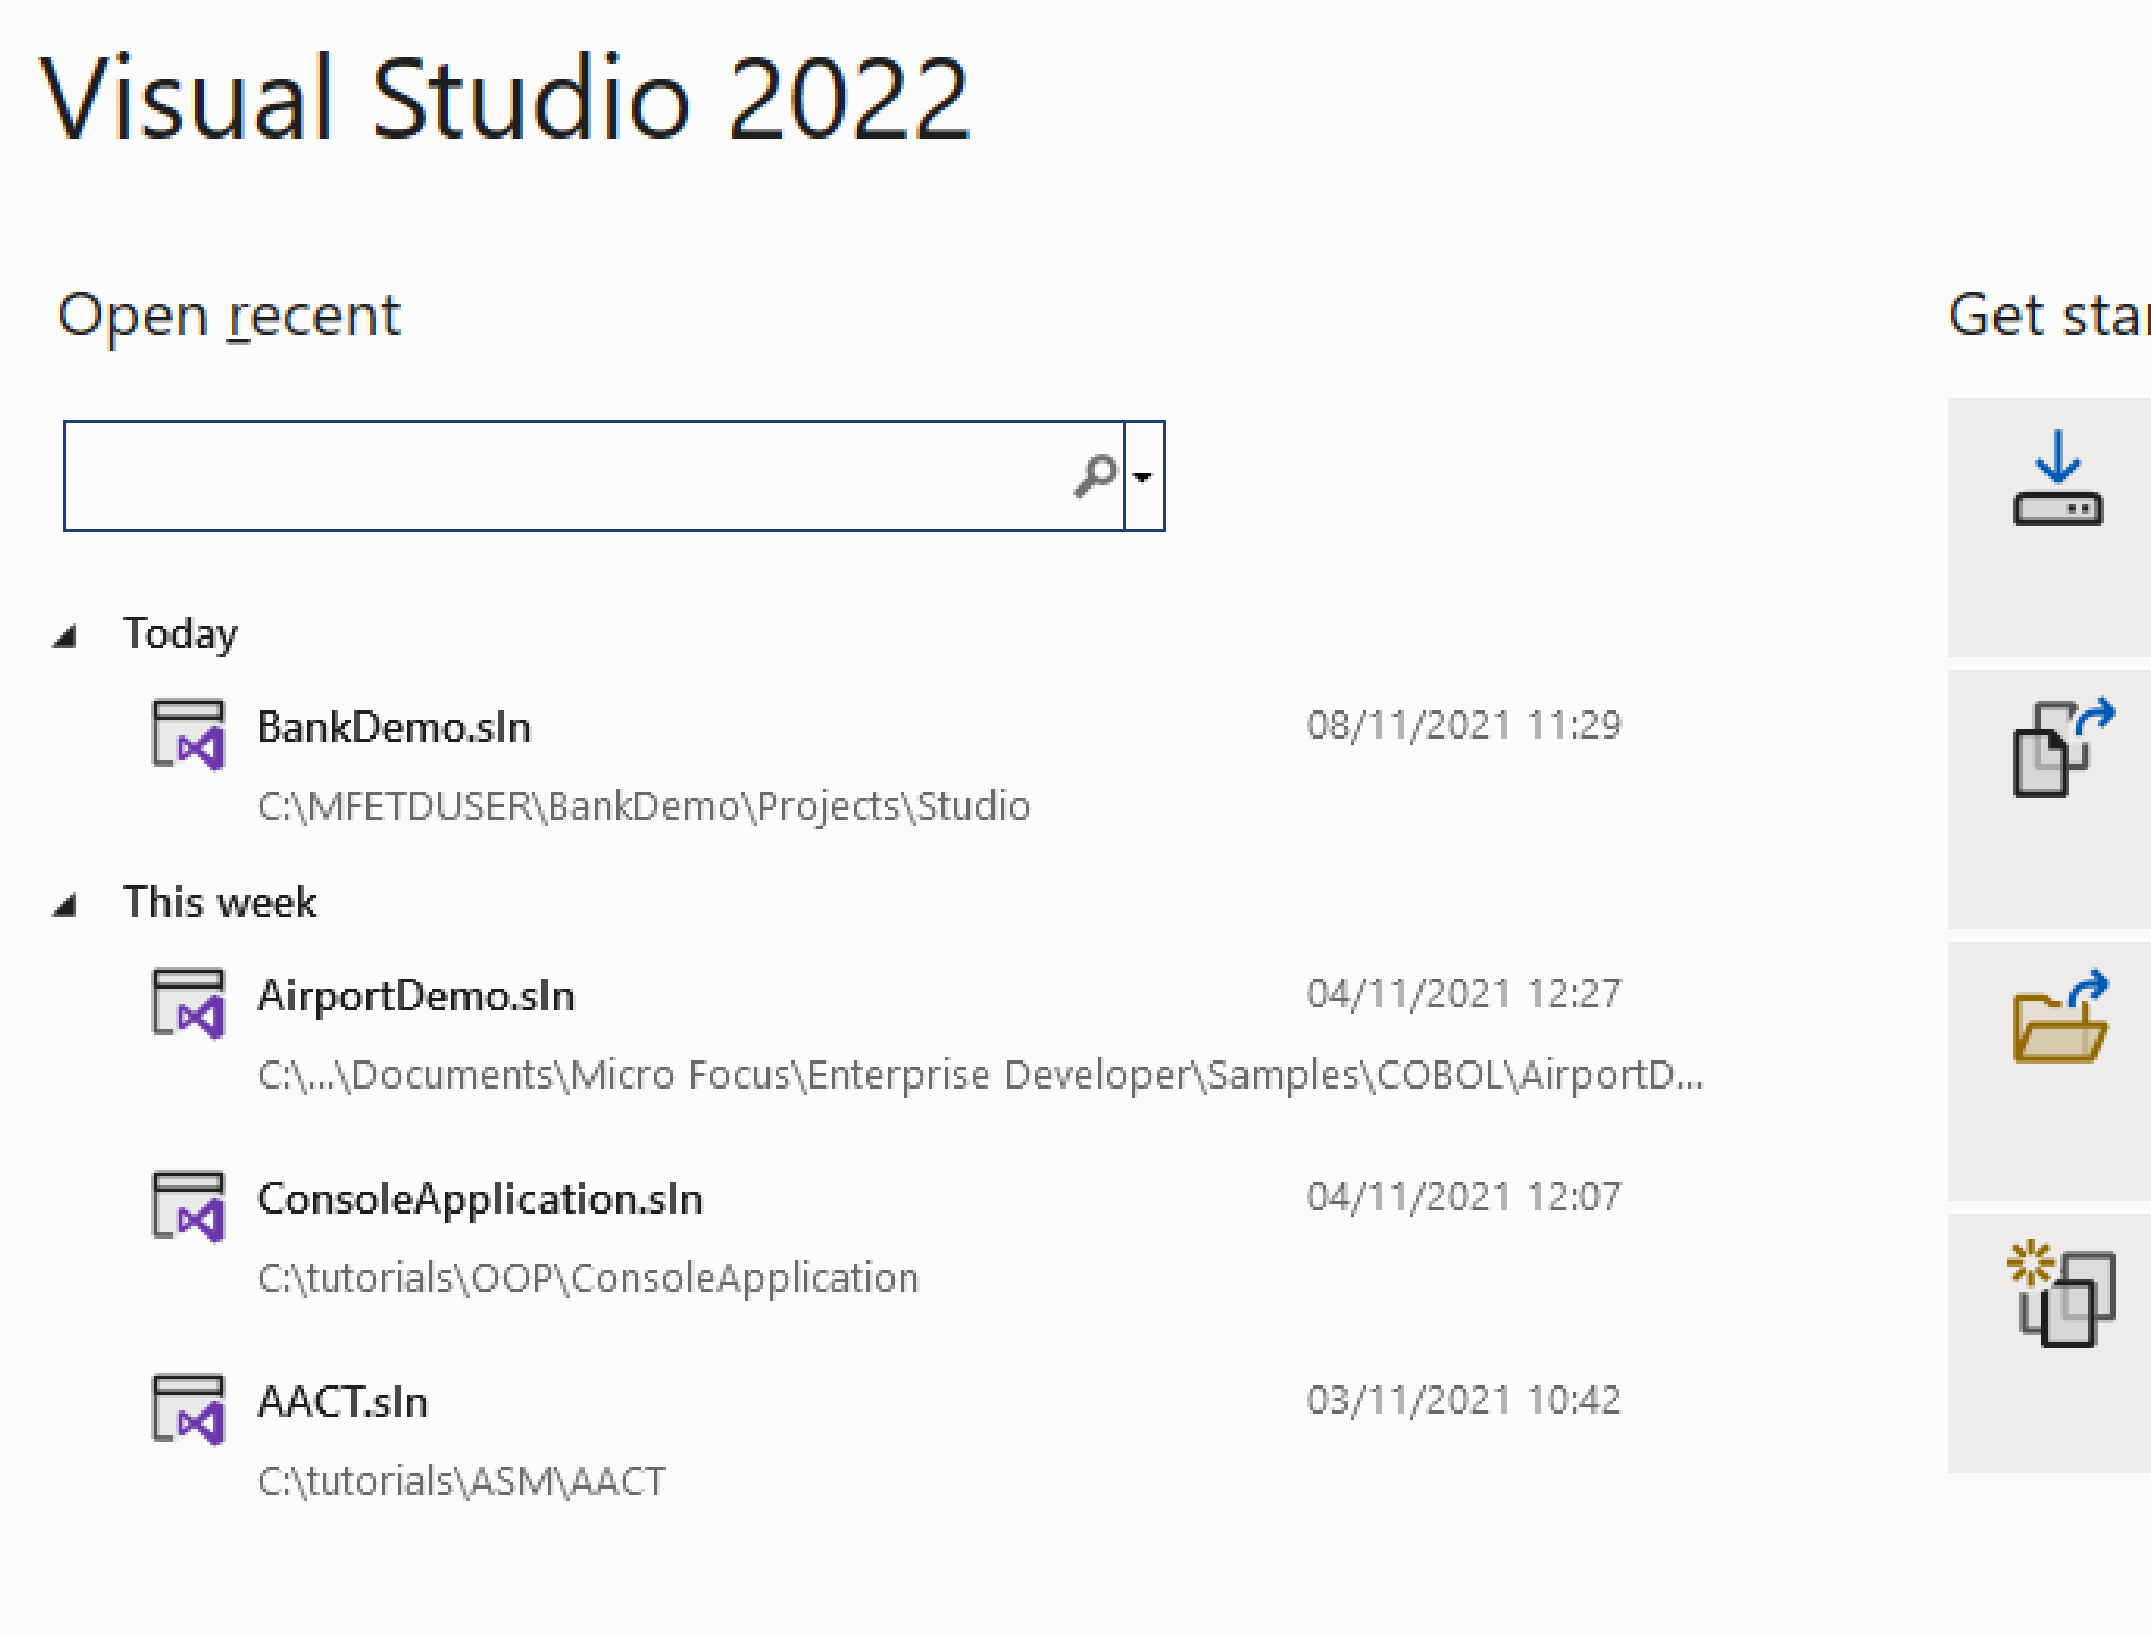 Visual Studio 2022
Open recent
Get star
Today
BankDemo.sln 08/11/2021 11:29
C:\MFETDUSER\BankDemo\Projects\Studio
This week
AirportDemo.sln 04/11/2021 12:27
C:\...\Documents\Micro Focus\Enterprise Developer\Samples\COBOL\AirportD...
ConsoleApplication.sln 04/11/2021 12:07
C:\tutorials\OOP\ConsoleApplication
AACT.sln 03/11/2021 10:42
C:\tutorials\ASM\AACT